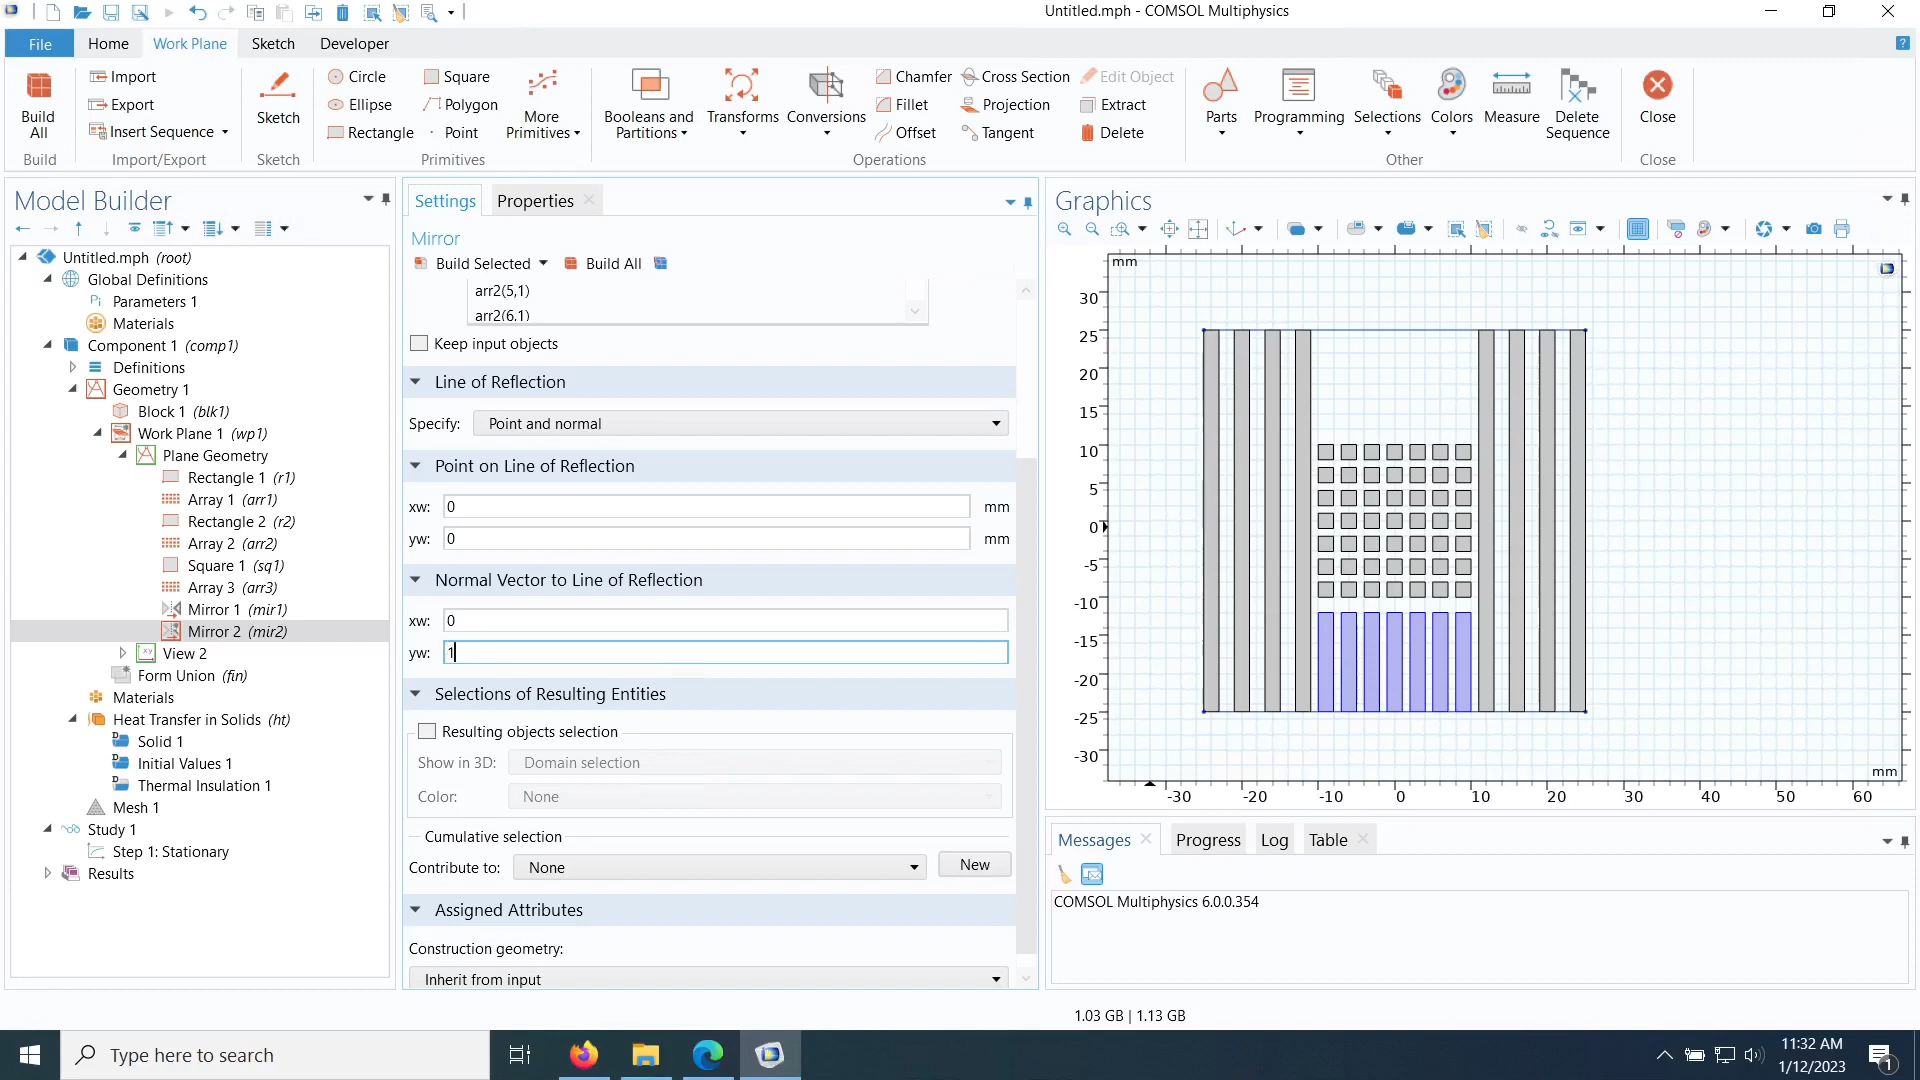 Untitled.mph - COMSOL Multiphysics
File
Home
Work Plane
Sketch
Developer
Build All
Build
Import
Export
Insert Sequence
Import/Export
Sketch
Sketch
Circle
Ellipse
Rectangle
Square
Polygon
Point
More Primitives
Primitives
Booleans and Partitions
Transforms
Conversions
Chamfer
Fillet
Offset
Cross Section
Projection
Tangent
Edit Object
Extract
Delete
Operations
Parts
Programming
Selections
Colors
Measure
Delete Sequence
Other
Close
Close
Model Builder
Untitled.mph (root)
Global Definitions
Pi Parameters 1
Materials
Component 1 (comp1)
Definitions
Geometry 1
Block 1 (blk1)
Work Plane 1 (wp1)
Plane Geometry
Rectangle 1 (r1)
Array 1 (arr1)
Rectangle 2 (r2)
Array 2 (arr2)
Square 1 (sq1)
Array 3 (arr3)
Mirror 1 (mir1)
Mirror 2 (mir2)
View 2
Form Union (fin)
Materials
Heat Transfer in Solids (ht)
Solid 1
Initial Values 1
Thermal Insulation 1
Mesh 1
Study 1
Step 1: Stationary
Results
Settings
Properties
Mirror
Build Selected
Build All
arr2(5,1)
arr2(6,1)
Keep input objects
Line of Reflection
Specify: Point and normal
Point on Line of Reflection
xw: 0 mm
yw: 0 mm
Normal Vector to Line of Reflection
xw: 0
yw: 1
Selections of Resulting Entities
Resulting objects selection
Show in 3D: Domain selection
Color: None
Cumulative selection
Contribute to: None
New
Assigned Attributes
Construction geometry:
Inherit from input
Graphics
mm
30
25
20
15
10
5
0
-5
-10
-15
-20
-25
-30
mm
-30 -20 -10 0 10 20 30 40 50 60
Messages
Progress
Log
Table
COMSOL Multiphysics 6.0.0.354
1.03 GB | 1.13 GB
Type here to search
11:32 AM
1/12/2023
1